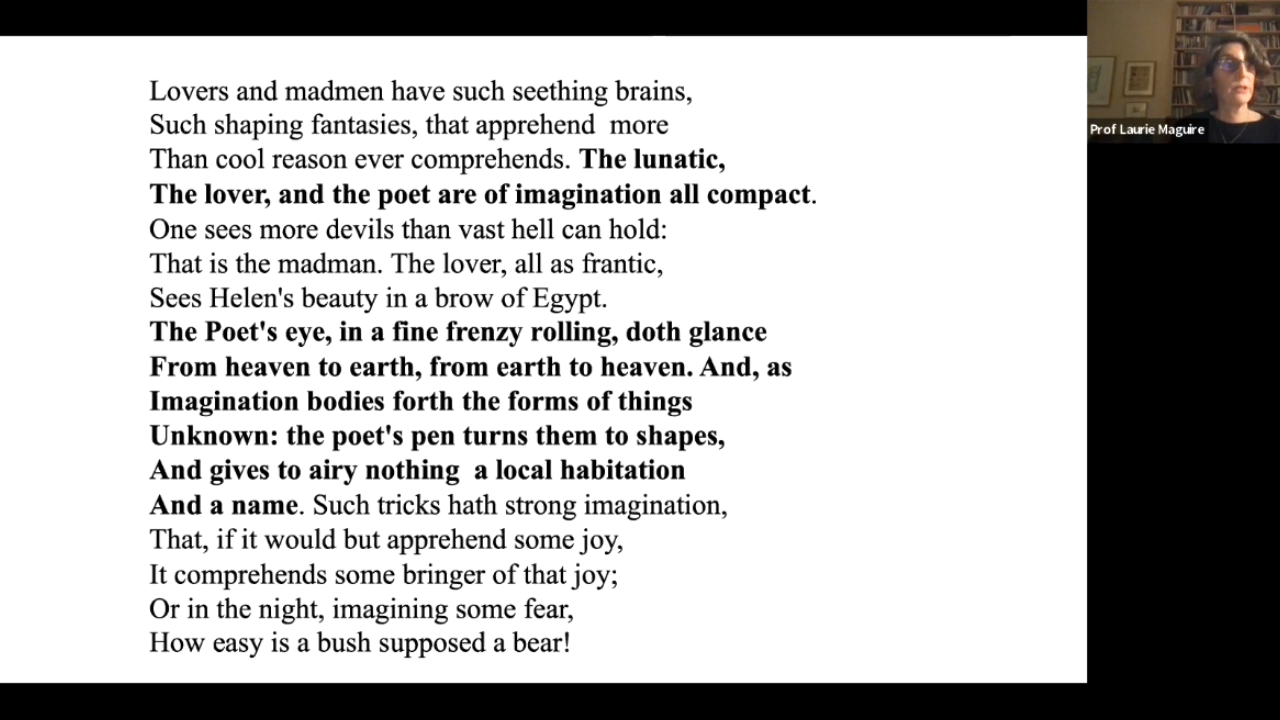 Lovers and madmen have such seething brains,
Such shaping fantasies, that apprehend  more
Than cool reason ever comprehends. The lunatic,
The lover, and the poet are of imagination all compact.
One sees more devils than vast hell can hold:
That is the madman. The lover, all as frantic,
Sees Helen's beauty in a brow of Egypt.
The Poet's eye, in a fine frenzy rolling, doth glance
From heaven to earth, from earth to heaven. And, as
Imagination bodies forth the forms of things
Unknown: the poet's pen turns them to shapes,
And gives to airy nothing  a local habitation
And a name. Such tricks hath strong imagination,
That, if it would but apprehend some joy,
It comprehends some bringer of that joy;
Or in the night, imagining some fear,
How easy is a bush supposed a bear!
Prof Laurie Maguire